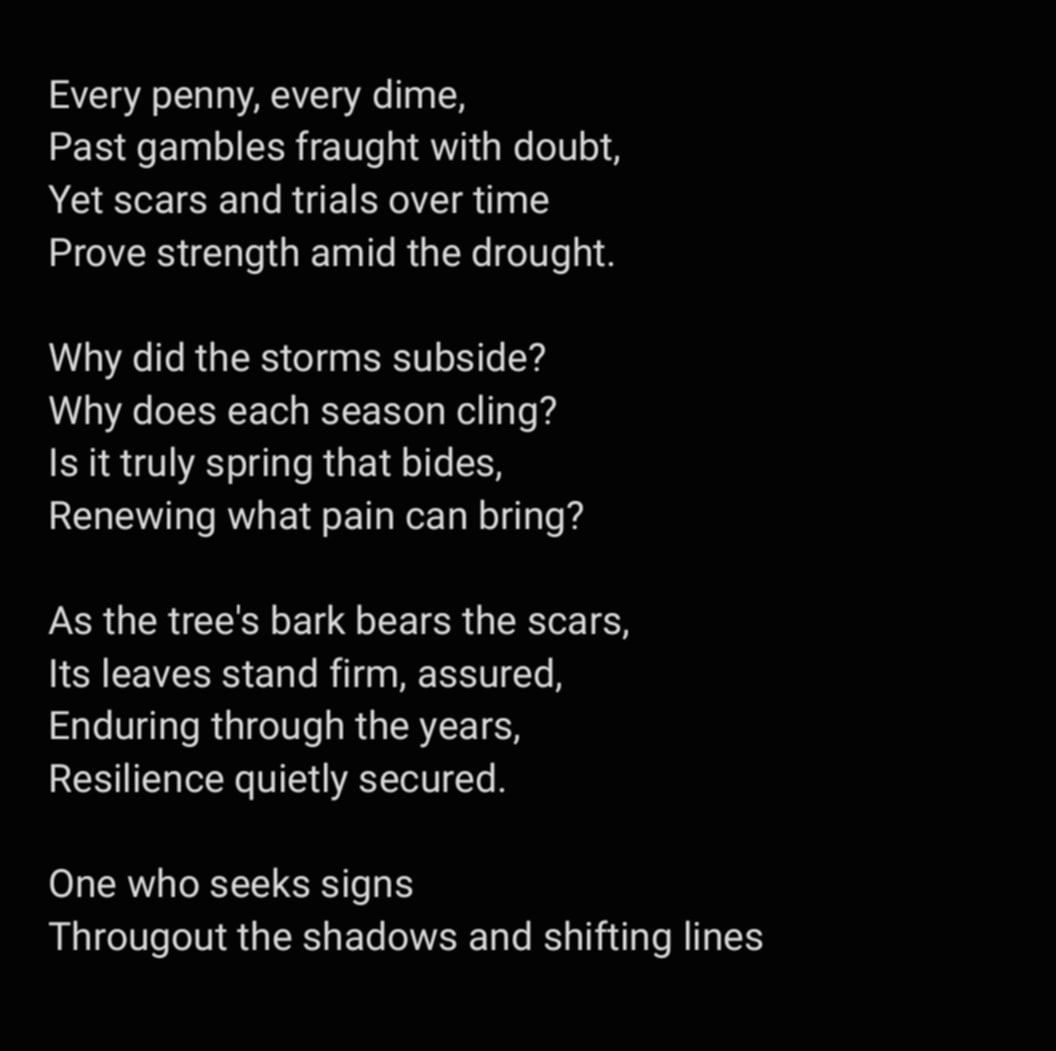 Every penny, every dime,
Past gambles fraught with doubt,
Yet scars and trials over time
Prove strength amid the drought.
Why did the storms subside?
Why does each season cling?
Is it truly spring that bides,
Renewing what pain can bring?
As the tree's bark bears the scars,
Its leaves stand firm, assured,
Enduring through the years,
Resilience quietly secured.
One who seeks signs
Througout the shadows and shifting lines